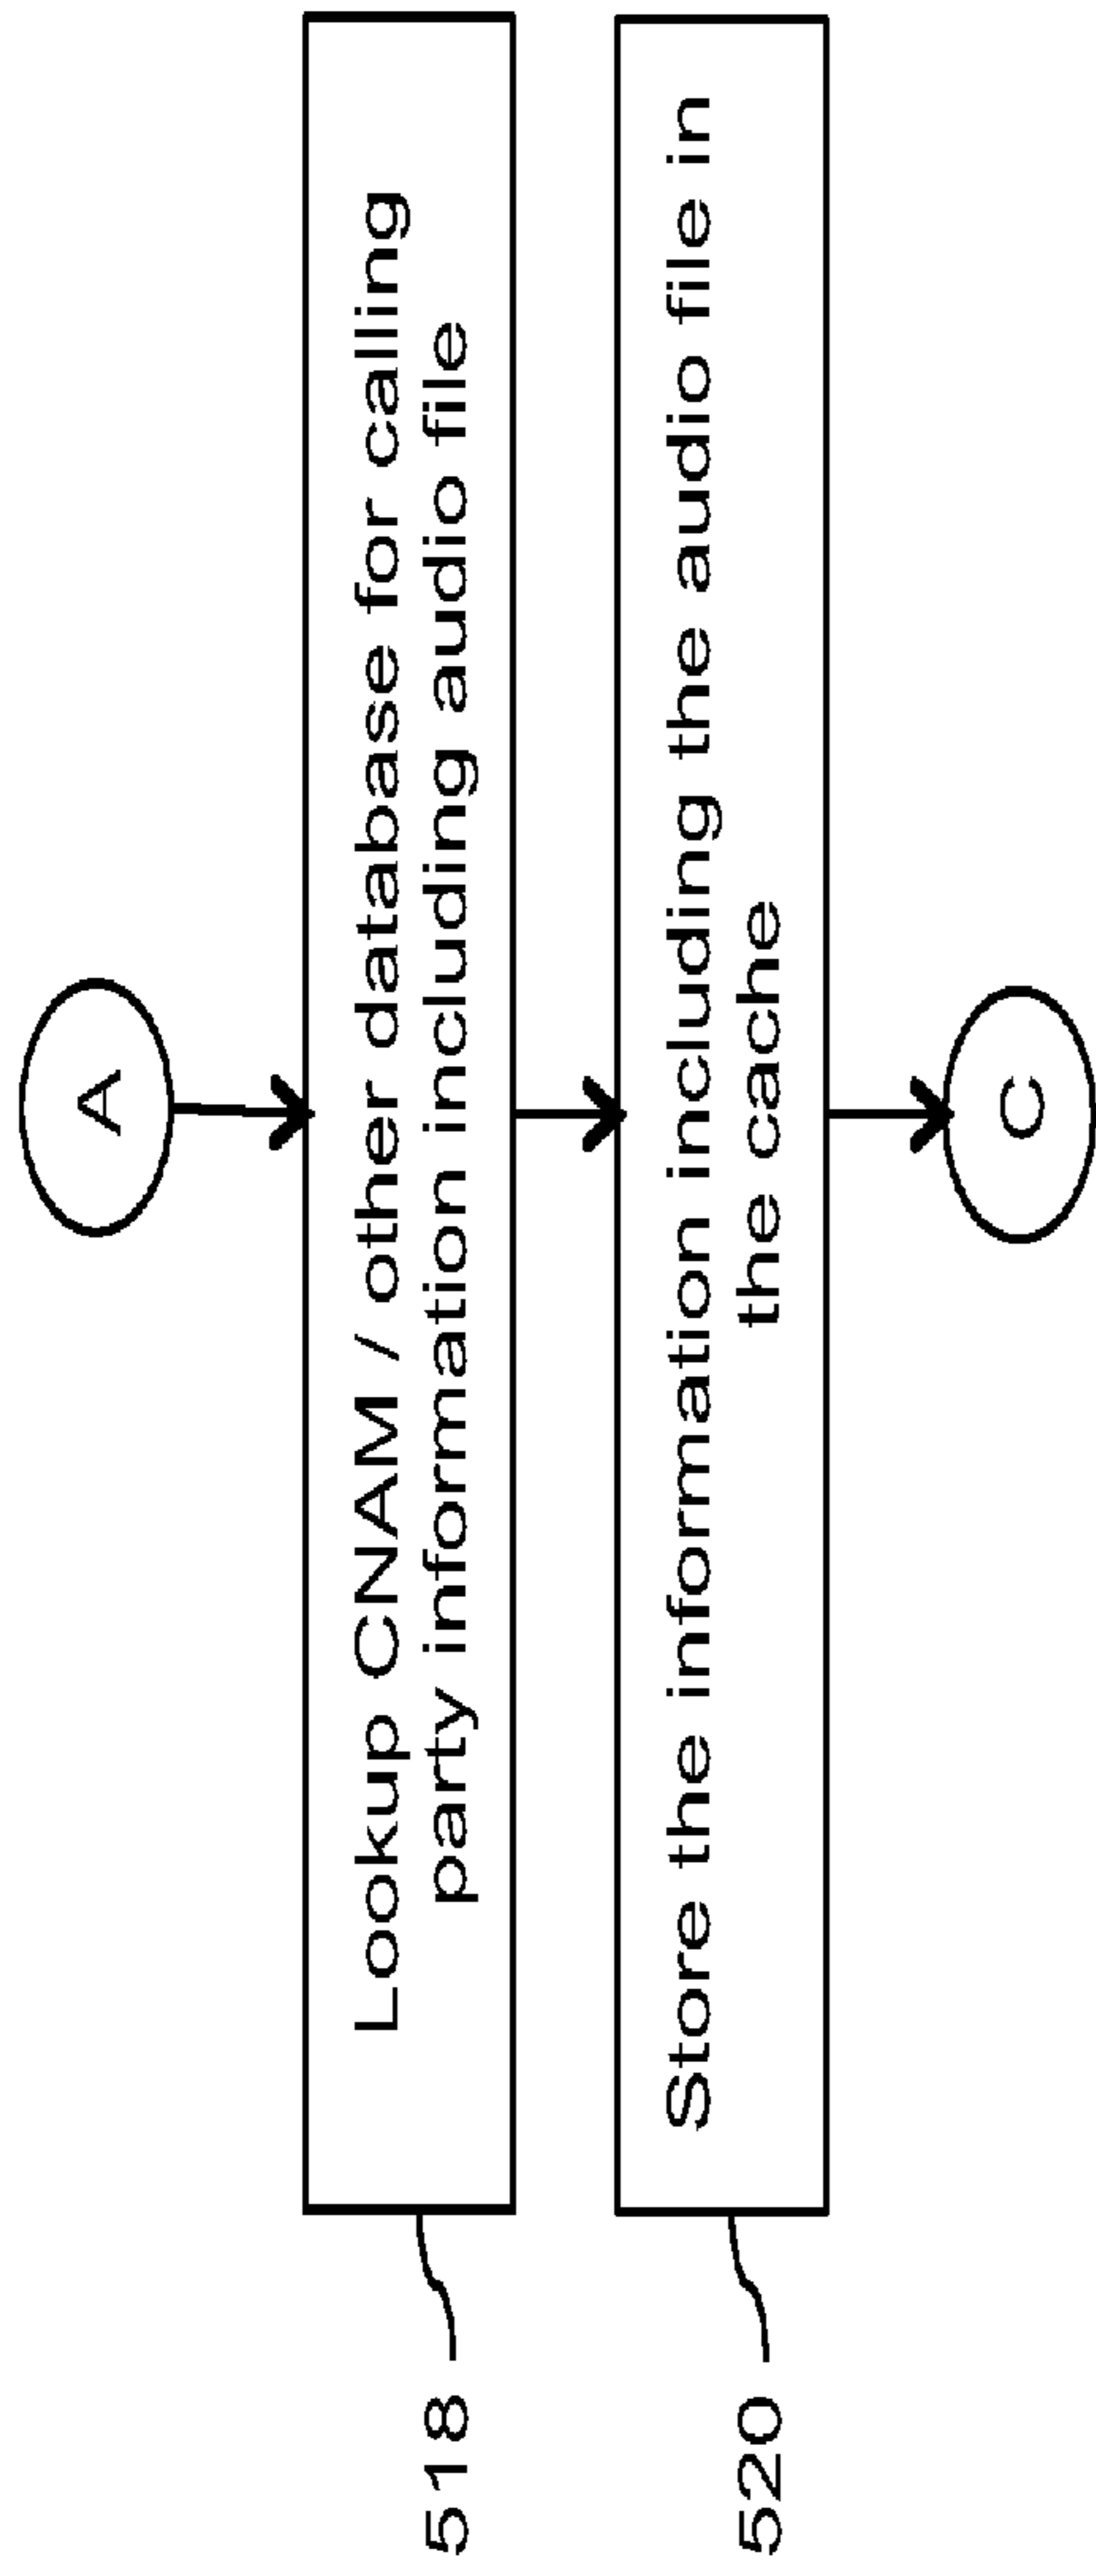 A
Lookup CNAM / other database for calling
party information including audio file
518
Store the information including the audio file in
the cache
520
C